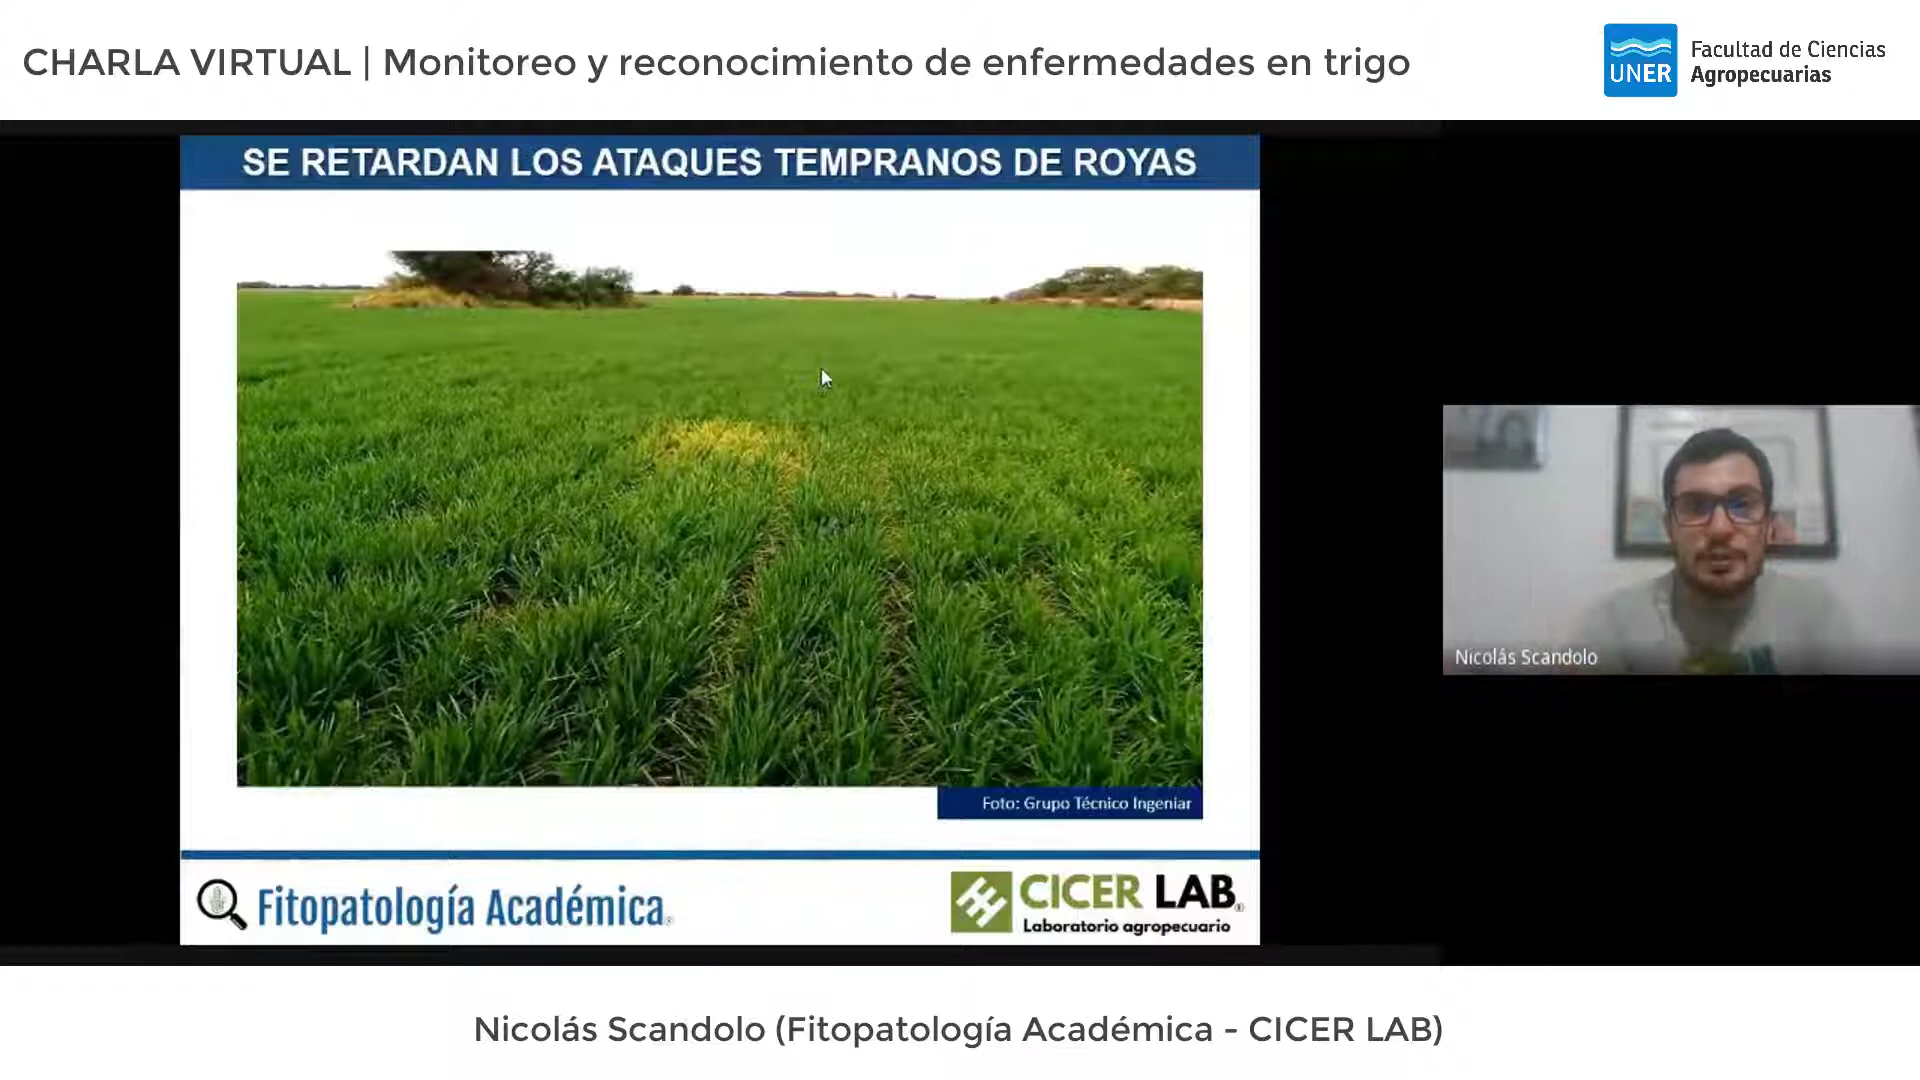 CHARLA VIRTUAL | Monitoreo y reconocimiento de enfermedades en trigo
UNER
Facultad de Ciencias
Agropecuarias
SE RETARDAN LOS ATAQUES TEMPRANOS DE ROYAS
Nicolás Scandolo
Foto: Grupo Técnico Ingeniar
Fitopatología Académica
CICER LAB
Laboratorio agropecuario
Nicolás Scandolo (Fitopatología Académica - CICER LAB)